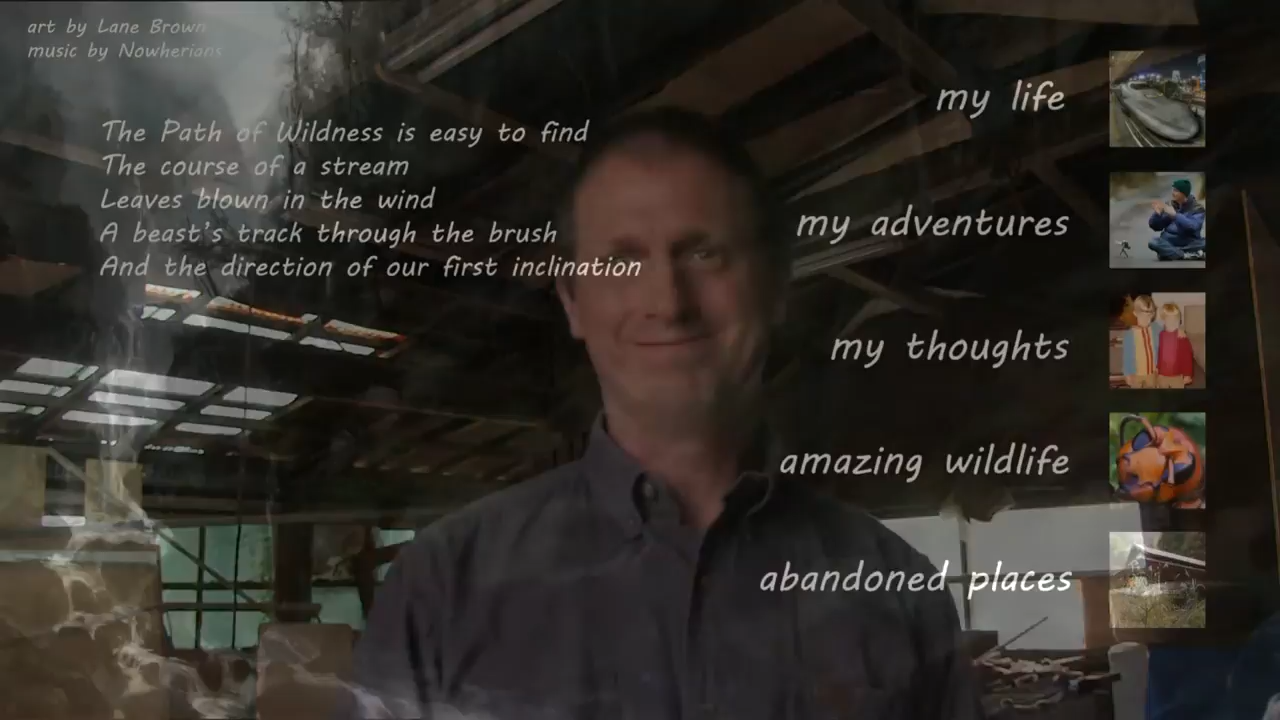 art by Lane Brown
music by Nowherians
The Path of Wildness is easy to find
The course of a stream
Leaves blown in the wind
A beast's track through the brush
And the direction of our first inclination
my life
my adventures
my thoughts
amazing wildlife
abandoned places